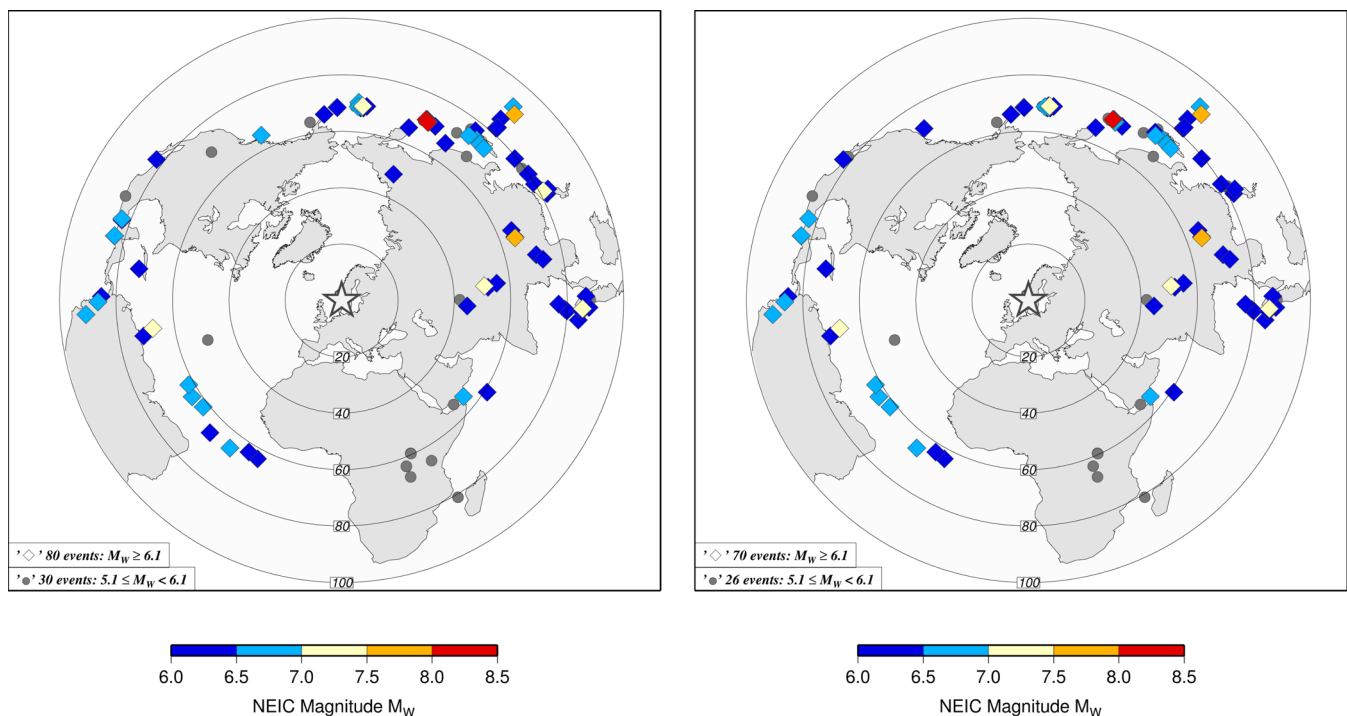 20
40
60
80
100
' ◇ ' 80 events: MW ≥ 6.1
' ● ' 30 events: 5.1 ≤ MW < 6.1
6.0 6.5 7.0 7.5 8.0 8.5
NEIC Magnitude MW
20
40
60
80
100
' ◇ ' 70 events: MW ≥ 6.1
' ● ' 26 events: 5.1 ≤ MW < 6.1
6.0 6.5 7.0 7.5 8.0 8.5
NEIC Magnitude MW